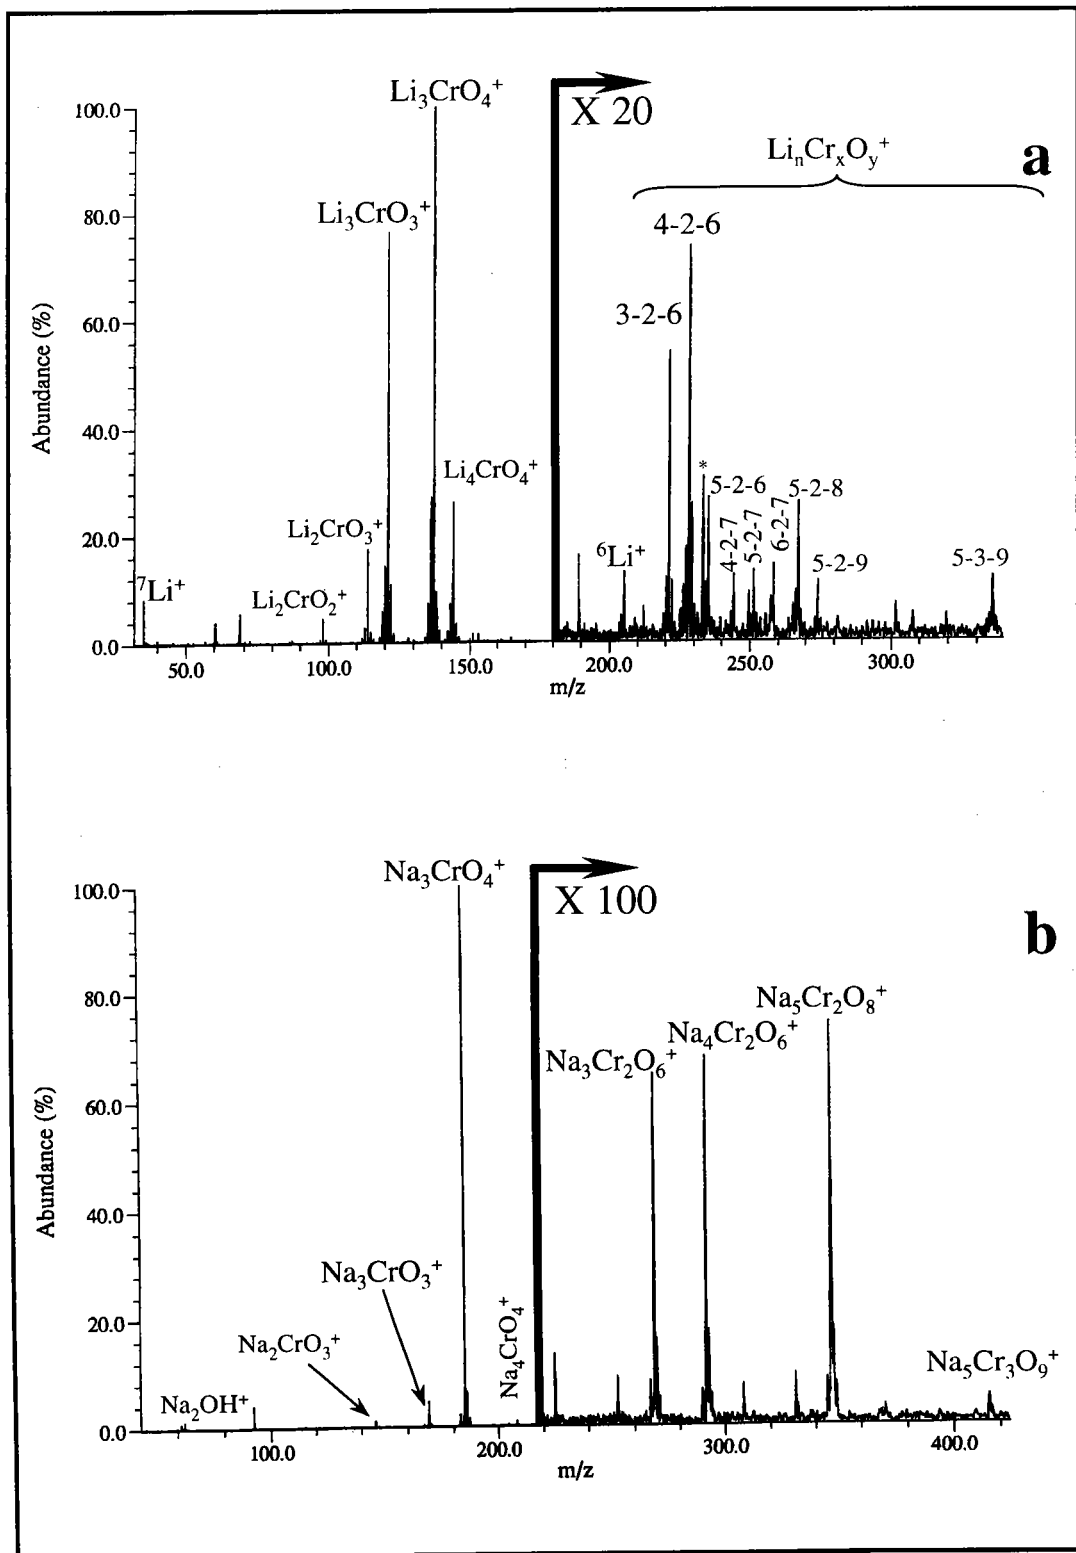 Li₃CrO₄⁺
X 20
LiₙCrₓOᵧ⁺
a
100.0
Li₃CrO₃⁺
4-2-6
80.0
3-2-6
60.0
Abundance (%)
40.0
Li₄CrO₄⁺
*
5-2-6
5-2-8
Li₂CrO₃⁺
4-2-7
5-2-7
6-2-7
20.0
⁷Li⁺
Li₂CrO₂⁺
⁶Li⁺
5-2-9
5-3-9
0.0
50.0
100.0
150.0
200.0
250.0
300.0
m/z
Na₃CrO₄⁺
X 100
b
100.0
Na₅Cr₂O₈⁺
80.0
Na₄Cr₂O₆⁺
Na₃Cr₂O₆⁺
60.0
Abundance (%)
40.0
Na₃CrO₃⁺
Na₄CrO₄⁺
20.0
Na₂CrO₃⁺
Na₅Cr₃O₉⁺
Na₂OH⁺
0.0
100.0
200.0
300.0
400.0
m/z